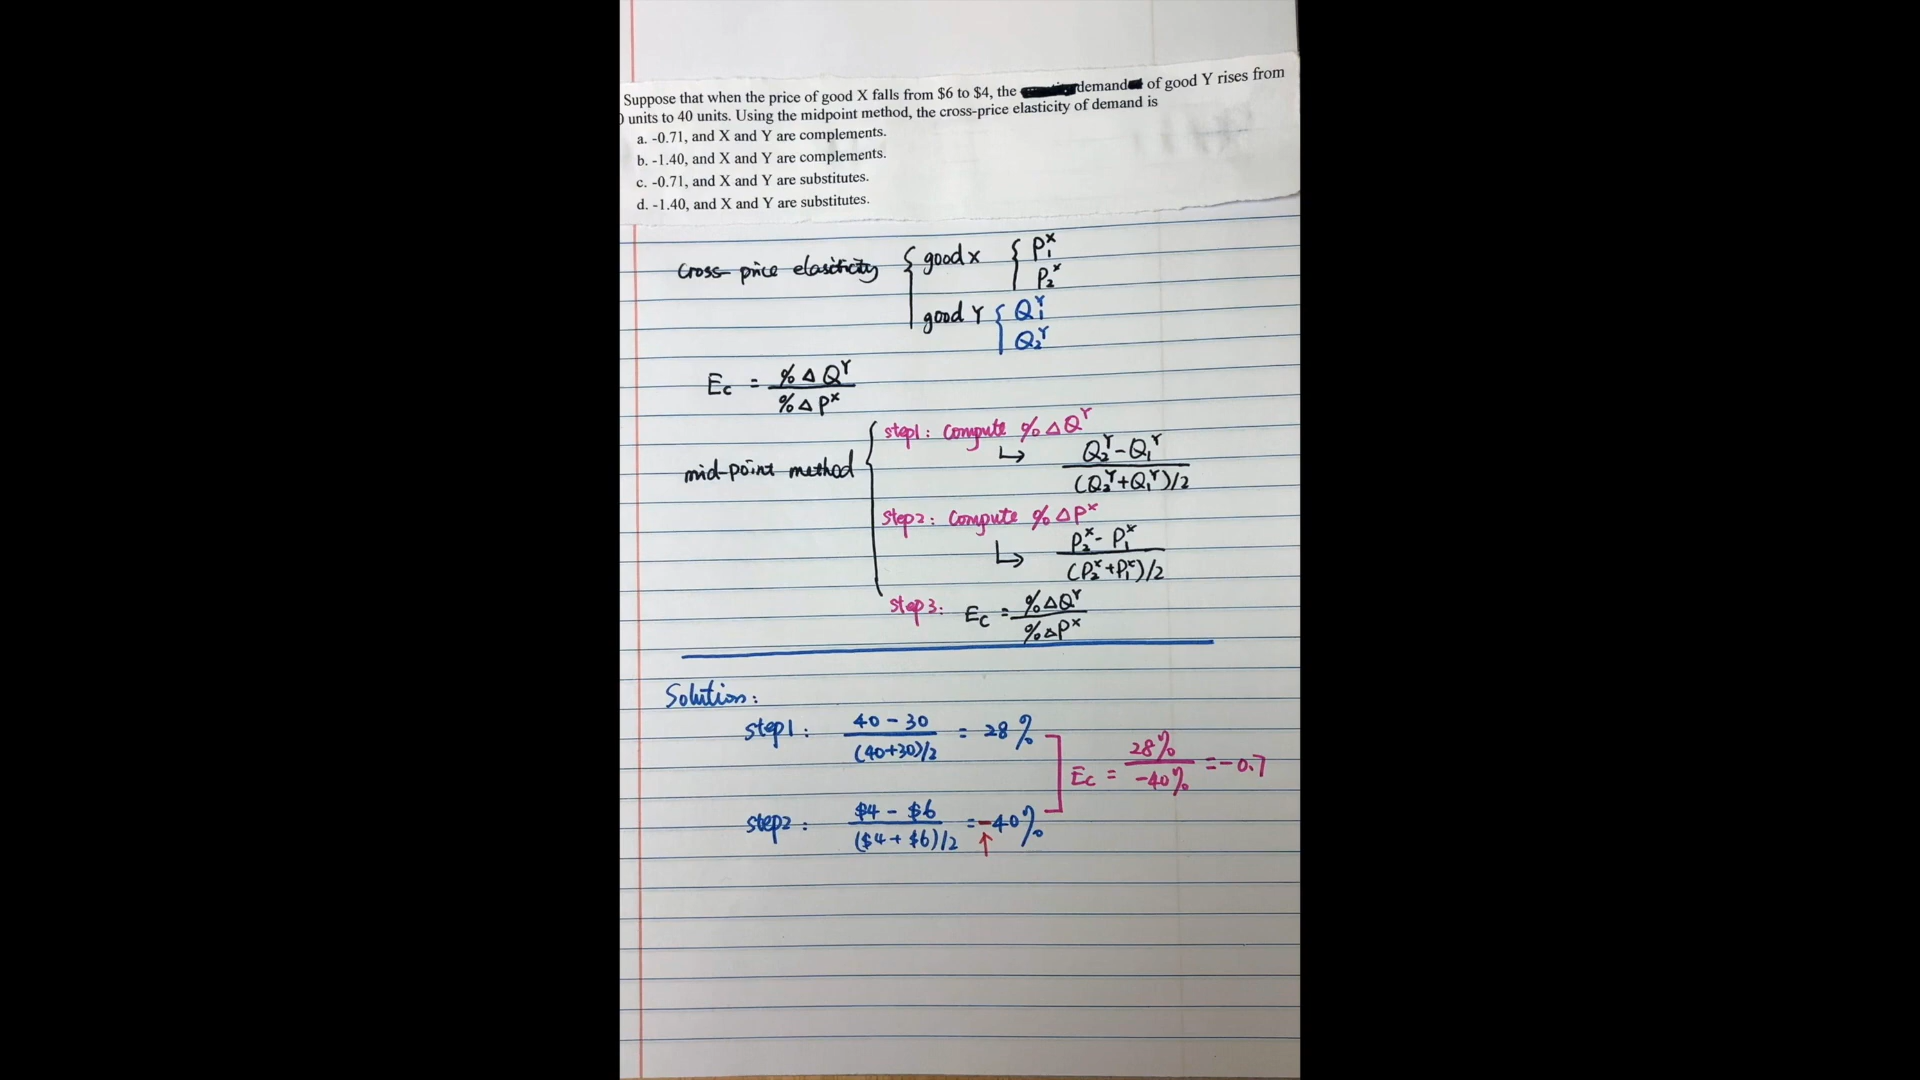 Suppose that when the price of good X falls from $6 to $4, the demand of good Y rises from
units to 40 units. Using the midpoint method, the cross-price elasticity of demand is
a. -0.71, and X and Y are complements.
b. -1.40, and X and Y are complements.
c. -0.71, and X and Y are substitutes.
d. -1.40, and X and Y are substitutes.
Cross-price elasticity { good X { P₁ˣ
P₂ˣ
good Y { Q₁ʸ
Q₂ʸ
Ec = %ΔQʸ / %ΔPˣ
mid-point method { step1: Compute %ΔQʸ
↳ Q₂ʸ-Q₁ʸ / (Q₂ʸ+Q₁ʸ)/2
step2: Compute %ΔPˣ
↳ P₂ˣ-P₁ˣ / (P₂ˣ+P₁ˣ)/2
step3: Ec = %ΔQʸ / %ΔPˣ
Solution:
step1: 40-30 / (40+30)/2 = 28%
Ec = 28% / -40% = -0.7
step2: $4-$6 / ($4+$6)/2 = -40%
↑